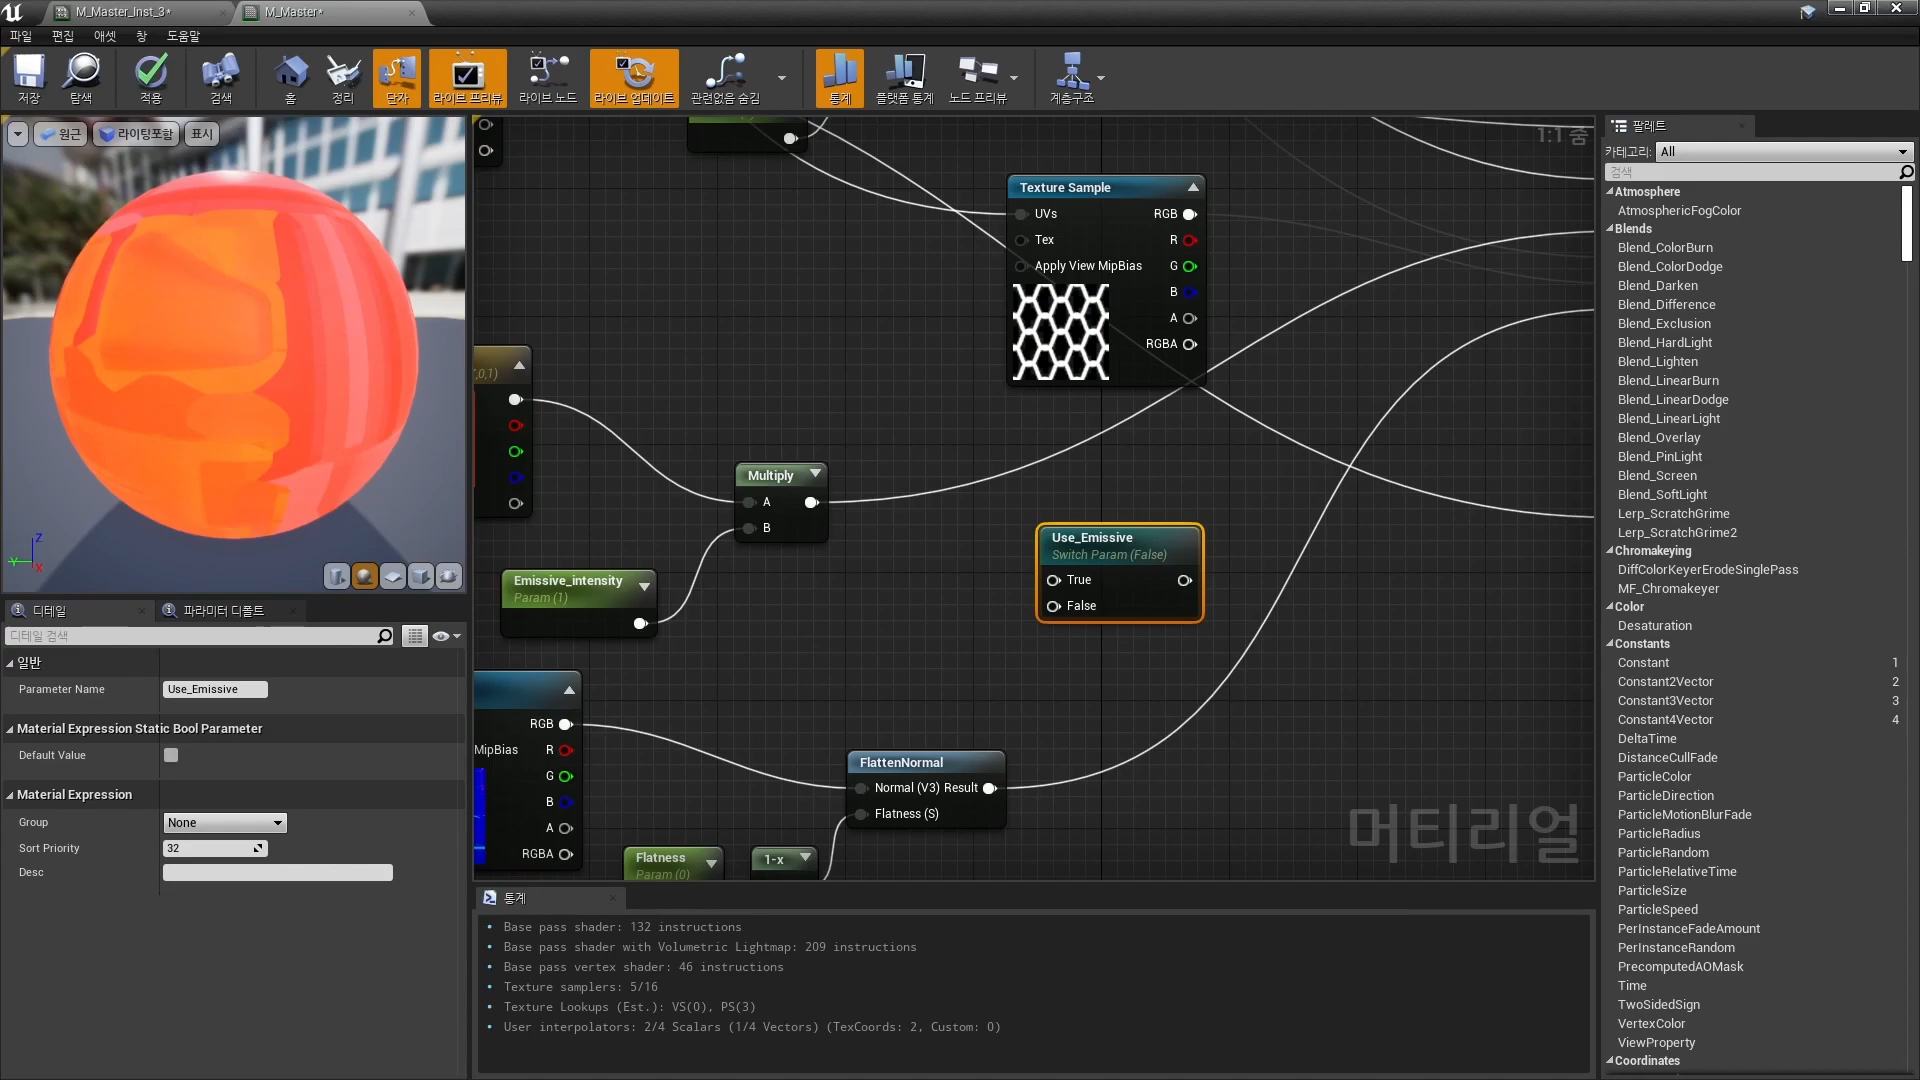 M_Master_Inst_3*
M_Master*
파일
편집
애셋
창
도움말
저장
탐색
적용
검색
홈
정리
단자
라이브 프리뷰
라이브 노드
라이브 업데이트
관련없음 숨김
통계
플랫폼 통계
노드 프리뷰
계층구조
원근
라이팅포함
표시
Z
Y
X
1:1 줌
Texture Sample
UVs
RGB
Tex
R
Apply View MipBias
G
B
A
RGBA
,0,1)
Multiply
A
B
Emissive_intensity
Param (1)
Use_Emissive
Switch Param (False)
True
False
RGB
MipBias
R
G
B
A
RGBA
FlattenNormal
Normal (V3) Result
Flatness (S)
Flatness
Param (0)
1-x
머티리얼
디테일
파라미터 디폴트
디테일 검색
일반
Parameter Name
Use_Emissive
Material Expression Static Bool Parameter
Default Value
Material Expression
Group
None
Sort Priority
32
Desc
통계
Base pass shader: 132 instructions
Base pass shader with Volumetric Lightmap: 209 instructions
Base pass vertex shader: 46 instructions
Texture samplers: 5/16
Texture Lookups (Est.): VS(0), PS(3)
User interpolators: 2/4 Scalars (1/4 Vectors) (TexCoords: 2, Custom: 0)
팔레트
카테고리: All
검색
Atmosphere
AtmosphericFogColor
Blends
Blend_ColorBurn
Blend_ColorDodge
Blend_Darken
Blend_Difference
Blend_Exclusion
Blend_HardLight
Blend_Lighten
Blend_LinearBurn
Blend_LinearDodge
Blend_LinearLight
Blend_Overlay
Blend_PinLight
Blend_Screen
Blend_SoftLight
Lerp_ScratchGrime
Lerp_ScratchGrime2
Chromakeying
DiffColorKeyerErodeSinglePass
MF_Chromakeyer
Color
Desaturation
Constants
Constant 1
Constant2Vector 2
Constant3Vector 3
Constant4Vector 4
DeltaTime
DistanceCullFade
ParticleColor
ParticleDirection
ParticleMotionBlurFade
ParticleRadius
ParticleRandom
ParticleRelativeTime
ParticleSize
ParticleSpeed
PerInstanceFadeAmount
PerInstanceRandom
PrecomputedAOMask
Time
TwoSidedSign
VertexColor
ViewProperty
Coordinates